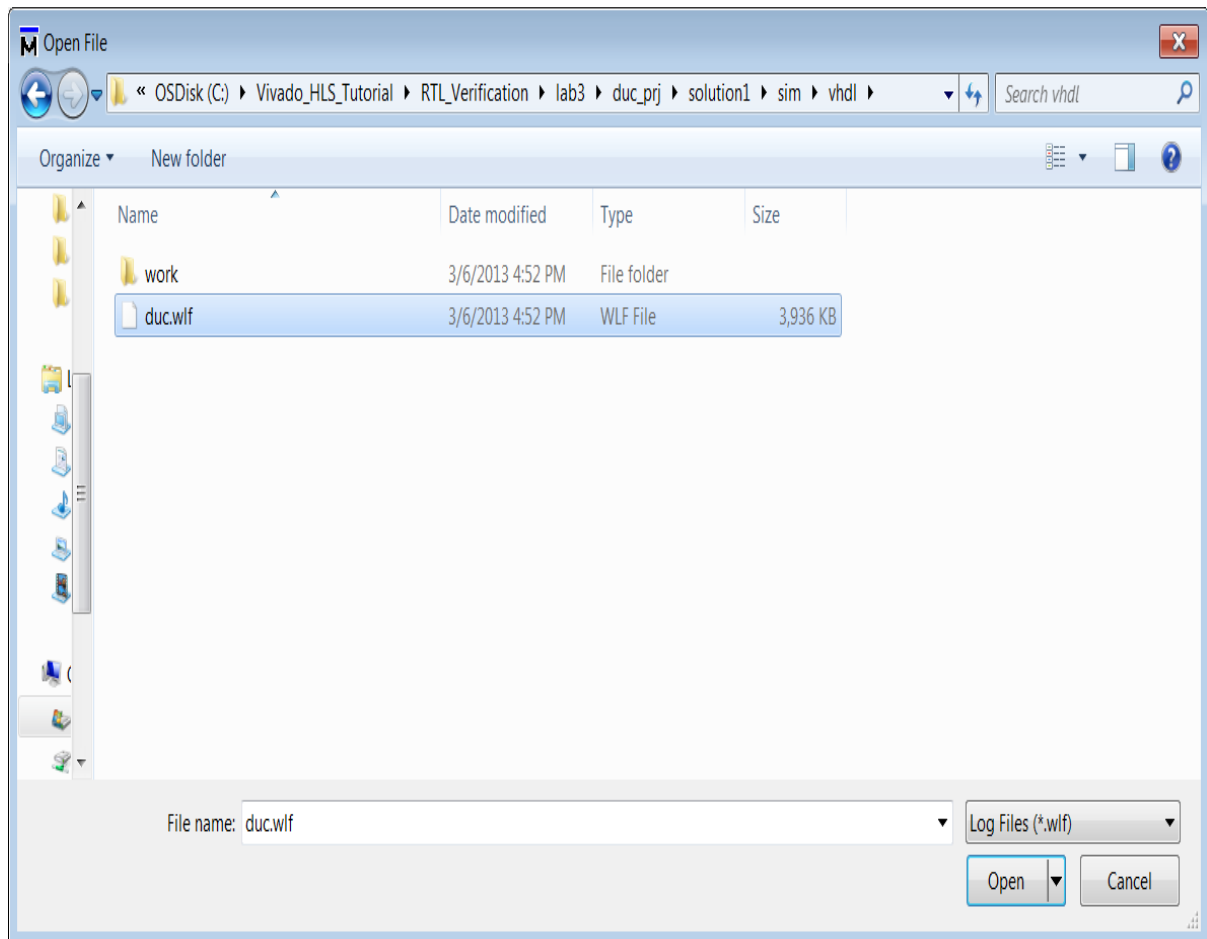 Open File
« OSDisk (C:) ▸ Vivado_HLS_Tutorial ▸ RTL_Verification ▸ lab3 ▸ duc_prj ▸ solution1 ▸ sim ▸ vhdl ▸ Search vhdl
Organize New folder
Name Date modified Type Size
work 3/6/2013 4:52 PM File folder
duc.wlf 3/6/2013 4:52 PM WLF File 3,936 KB
File name: duc.wlf Log Files (*.wlf)
Open Cancel